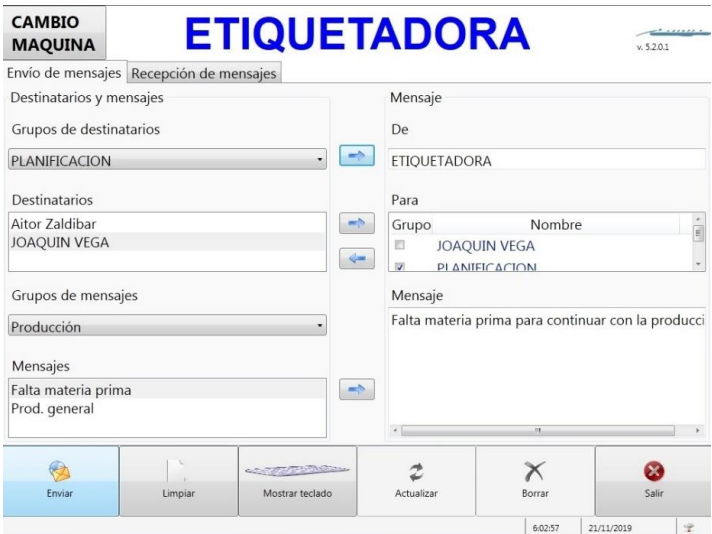 CAMBIO
MAQUINA
ETIQUETADORA
v. 5.2.0.1
Envío de mensajes
Recepción de mensajes
Destinatarios y mensajes
Grupos de destinatarios
PLANIFICACION
Destinatarios
Aitor Zaldibar
JOAQUIN VEGA
Grupos de mensajes
Producción
Mensajes
Falta materia prima
Prod. general
Mensaje
De
ETIQUETADORA
Para
Grupo Nombre
JOAQUIN VEGA
PLANIFICACION
Mensaje
Falta materia prima para continuar con la producci
Enviar
Limpiar
Mostrar teclado
Actualizar
Borrar
Salir
6:02:57
21/11/2019